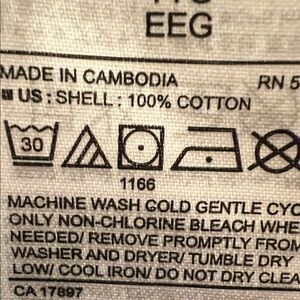 EEG
MADE IN CAMBODIA RN 5
US : SHELL : 100% COTTON
30
1166
MACHINE WASH COLD GENTLE CYC
ONLY NON-CHLORINE BLEACH WHE
NEEDED/ REMOVE PROMPTLY FROM
WASHER AND DRYER/ TUMBLE DRY
LOW/ COOL IRON/ DO NOT DRY CLEA
CA 17897